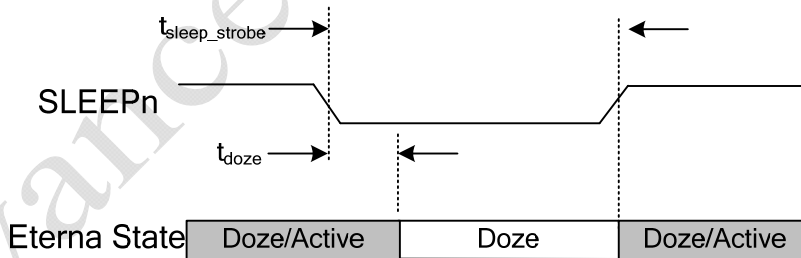 tsleep_strobe
SLEEPn
tdoze
Eterna State Doze/Active Doze Doze/Active